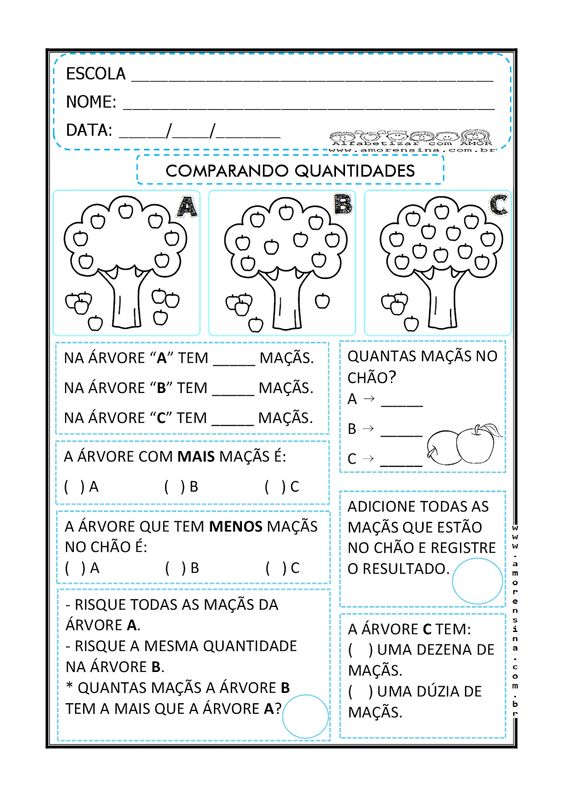 ESCOLA ______________________________________
NOME: _______________________________________
DATA: _____/____/_______
Alfabetizar com AMOR
www.amorensina.com.br
COMPARANDO QUANTIDADES
A
B
C
NA ÁRVORE “A” TEM _____ MAÇÃS.
NA ÁRVORE “B” TEM _____ MAÇÃS.
NA ÁRVORE “C” TEM _____ MAÇÃS.
QUANTAS MAÇÃS NO
CHÃO?
A → _____
B → _____
C → _____
A ÁRVORE COM MAIS MAÇÃS É:
( ) A ( ) B ( ) C
A ÁRVORE QUE TEM MENOS MAÇÃS
NO CHÃO É:
( ) A ( ) B ( ) C
ADICIONE TODAS AS
MAÇÃS QUE ESTÃO
NO CHÃO E REGISTRE
O RESULTADO.
- RISQUE TODAS AS MAÇÃS DA
ÁRVORE A.
- RISQUE A MESMA QUANTIDADE
NA ÁRVORE B.
* QUANTAS MAÇÃS A ÁRVORE B
TEM A MAIS QUE A ÁRVORE A?
A ÁRVORE C TEM:
( ) UMA DEZENA DE
MAÇÃS.
( ) UMA DÚZIA DE
MAÇÃS.
www.amorensina.com.br